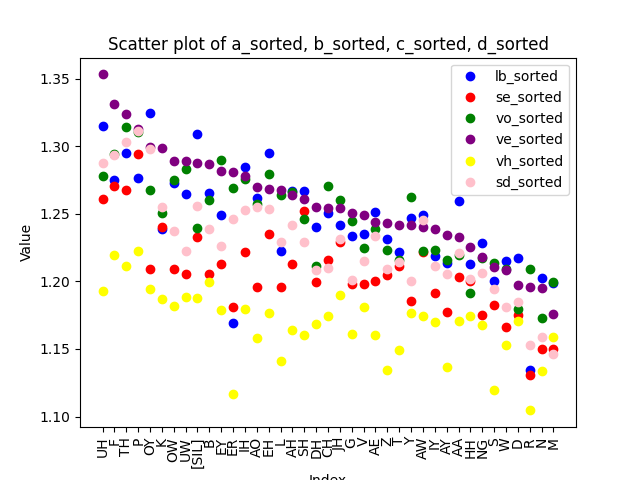 Scatter plot of a_sorted, b_sorted, c_sorted, d_sorted
lb_sorted
se_sorted
vo_sorted
ve_sorted
vh_sorted
sd_sorted
Value
1.35
1.30
1.25
1.20
1.15
1.10
UH F TH P OY K OW UW [SIL] B EY ER IH AO EH L AH SH DH CH JH G V AE Z T Y AW IY AY AA HH NG S W D R N M
Index